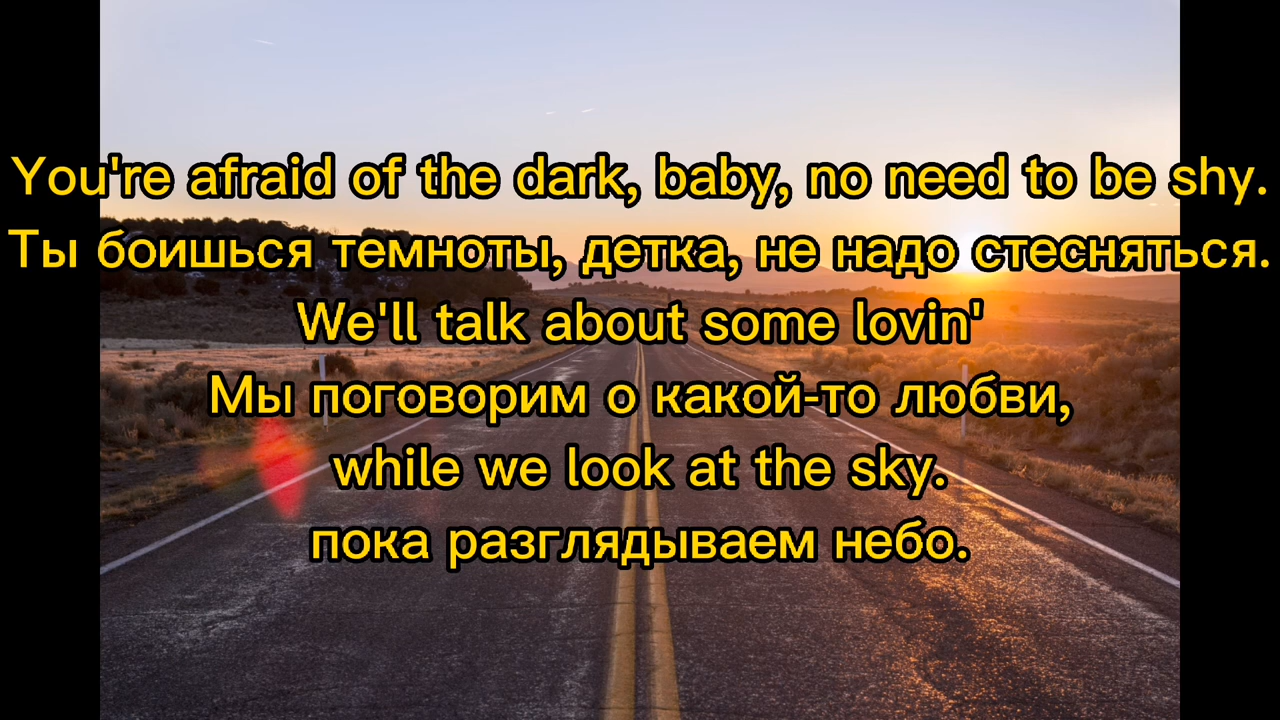 You're afraid of the dark, baby, no need to be shy.
Ты боишься темноты, детка, не надо стесняться.
We'll talk about some lovin'
Мы поговорим о какой-то любви,
while we look at the sky.
пока разглядываем небо.